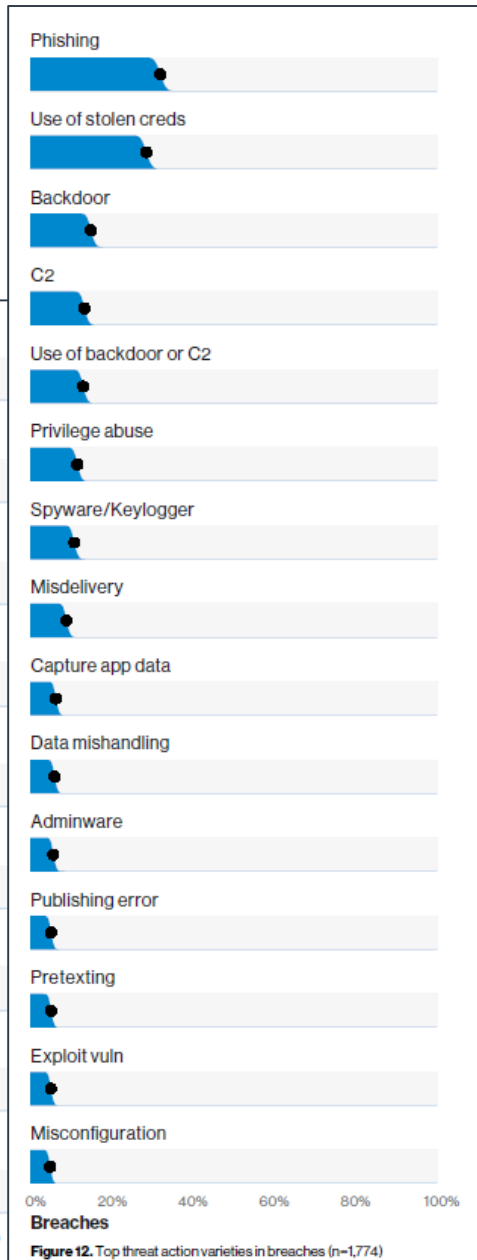 Phishing
Use of stolen creds
Backdoor
C2
Use of backdoor or C2
Privilege abuse
Spyware/Keylogger
Misdelivery
Capture app data
Data mishandling
Adminware
Publishing error
Pretexting
Exploit vuln
Misconfiguration
0% 20% 40% 60% 80% 100%
Breaches
Figure 12. Top threat action varieties in breaches (n=1,774)